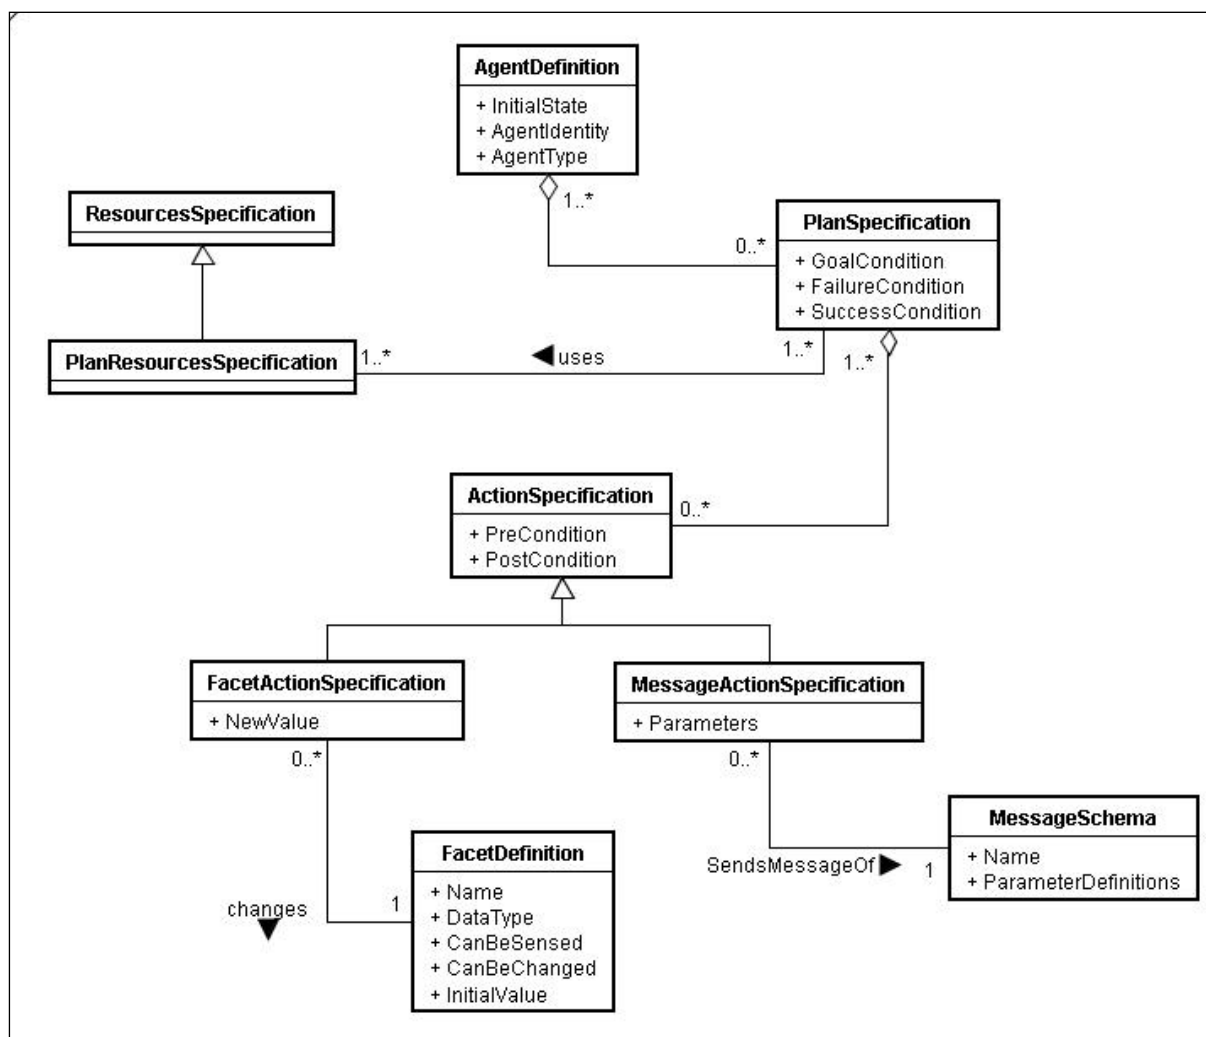 AgentDefinition
+ InitialState
+ AgentIdentity
+ AgentType
1..*
ResourcesSpecification
PlanSpecification
0..*
+ GoalCondition
+ FailureCondition
+ SuccessCondition
PlanResourcesSpecification
1..*
uses
1..*
1..*
ActionSpecification
0..*
+ PreCondition
+ PostCondition
FacetActionSpecification
+ NewValue
0..*
MessageActionSpecification
+ Parameters
0..*
MessageSchema
+ Name
+ ParameterDefinitions
SendsMessageOf
1
FacetDefinition
+ Name
+ DataType
+ CanBeSensed
+ CanBeChanged
+ InitialValue
changes
1